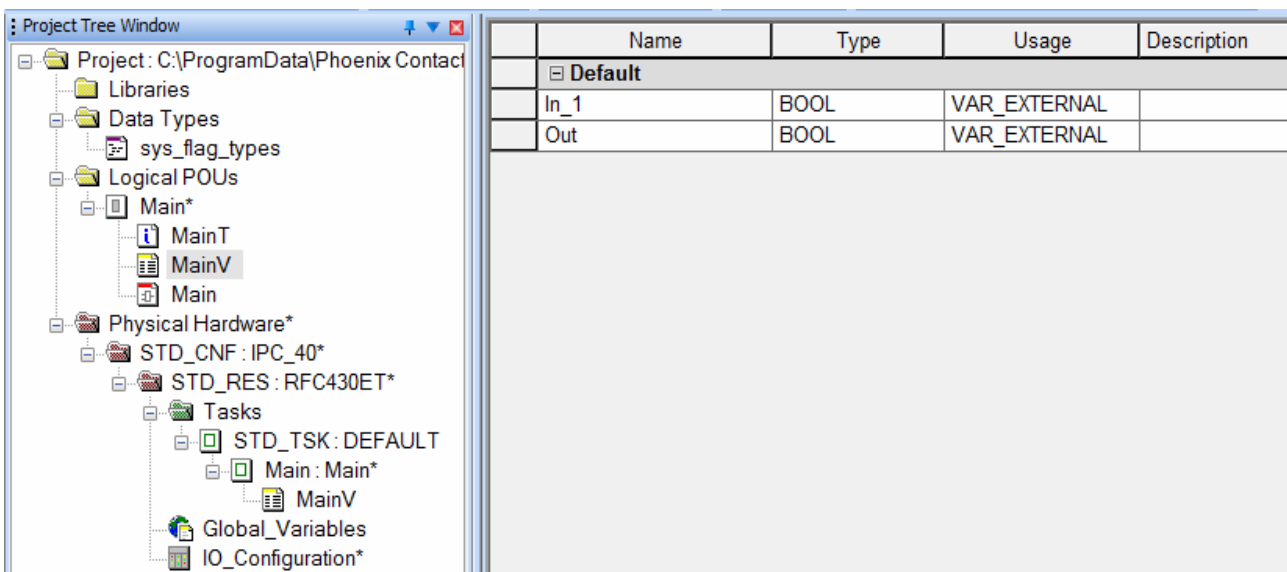 Project Tree Window
Project : C:\ProgramData\Phoenix Contact
Libraries
Data Types
sys_flag_types
Logical POUs
Main*
MainT
MainV
Main
Physical Hardware*
STD_CNF : IPC_40*
STD_RES : RFC430ET*
Tasks
STD_TSK : DEFAULT
Main : Main*
MainV
Global_Variables
IO_Configuration*
Name Type Usage Description
Default
In_1 BOOL VAR_EXTERNAL
Out BOOL VAR_EXTERNAL